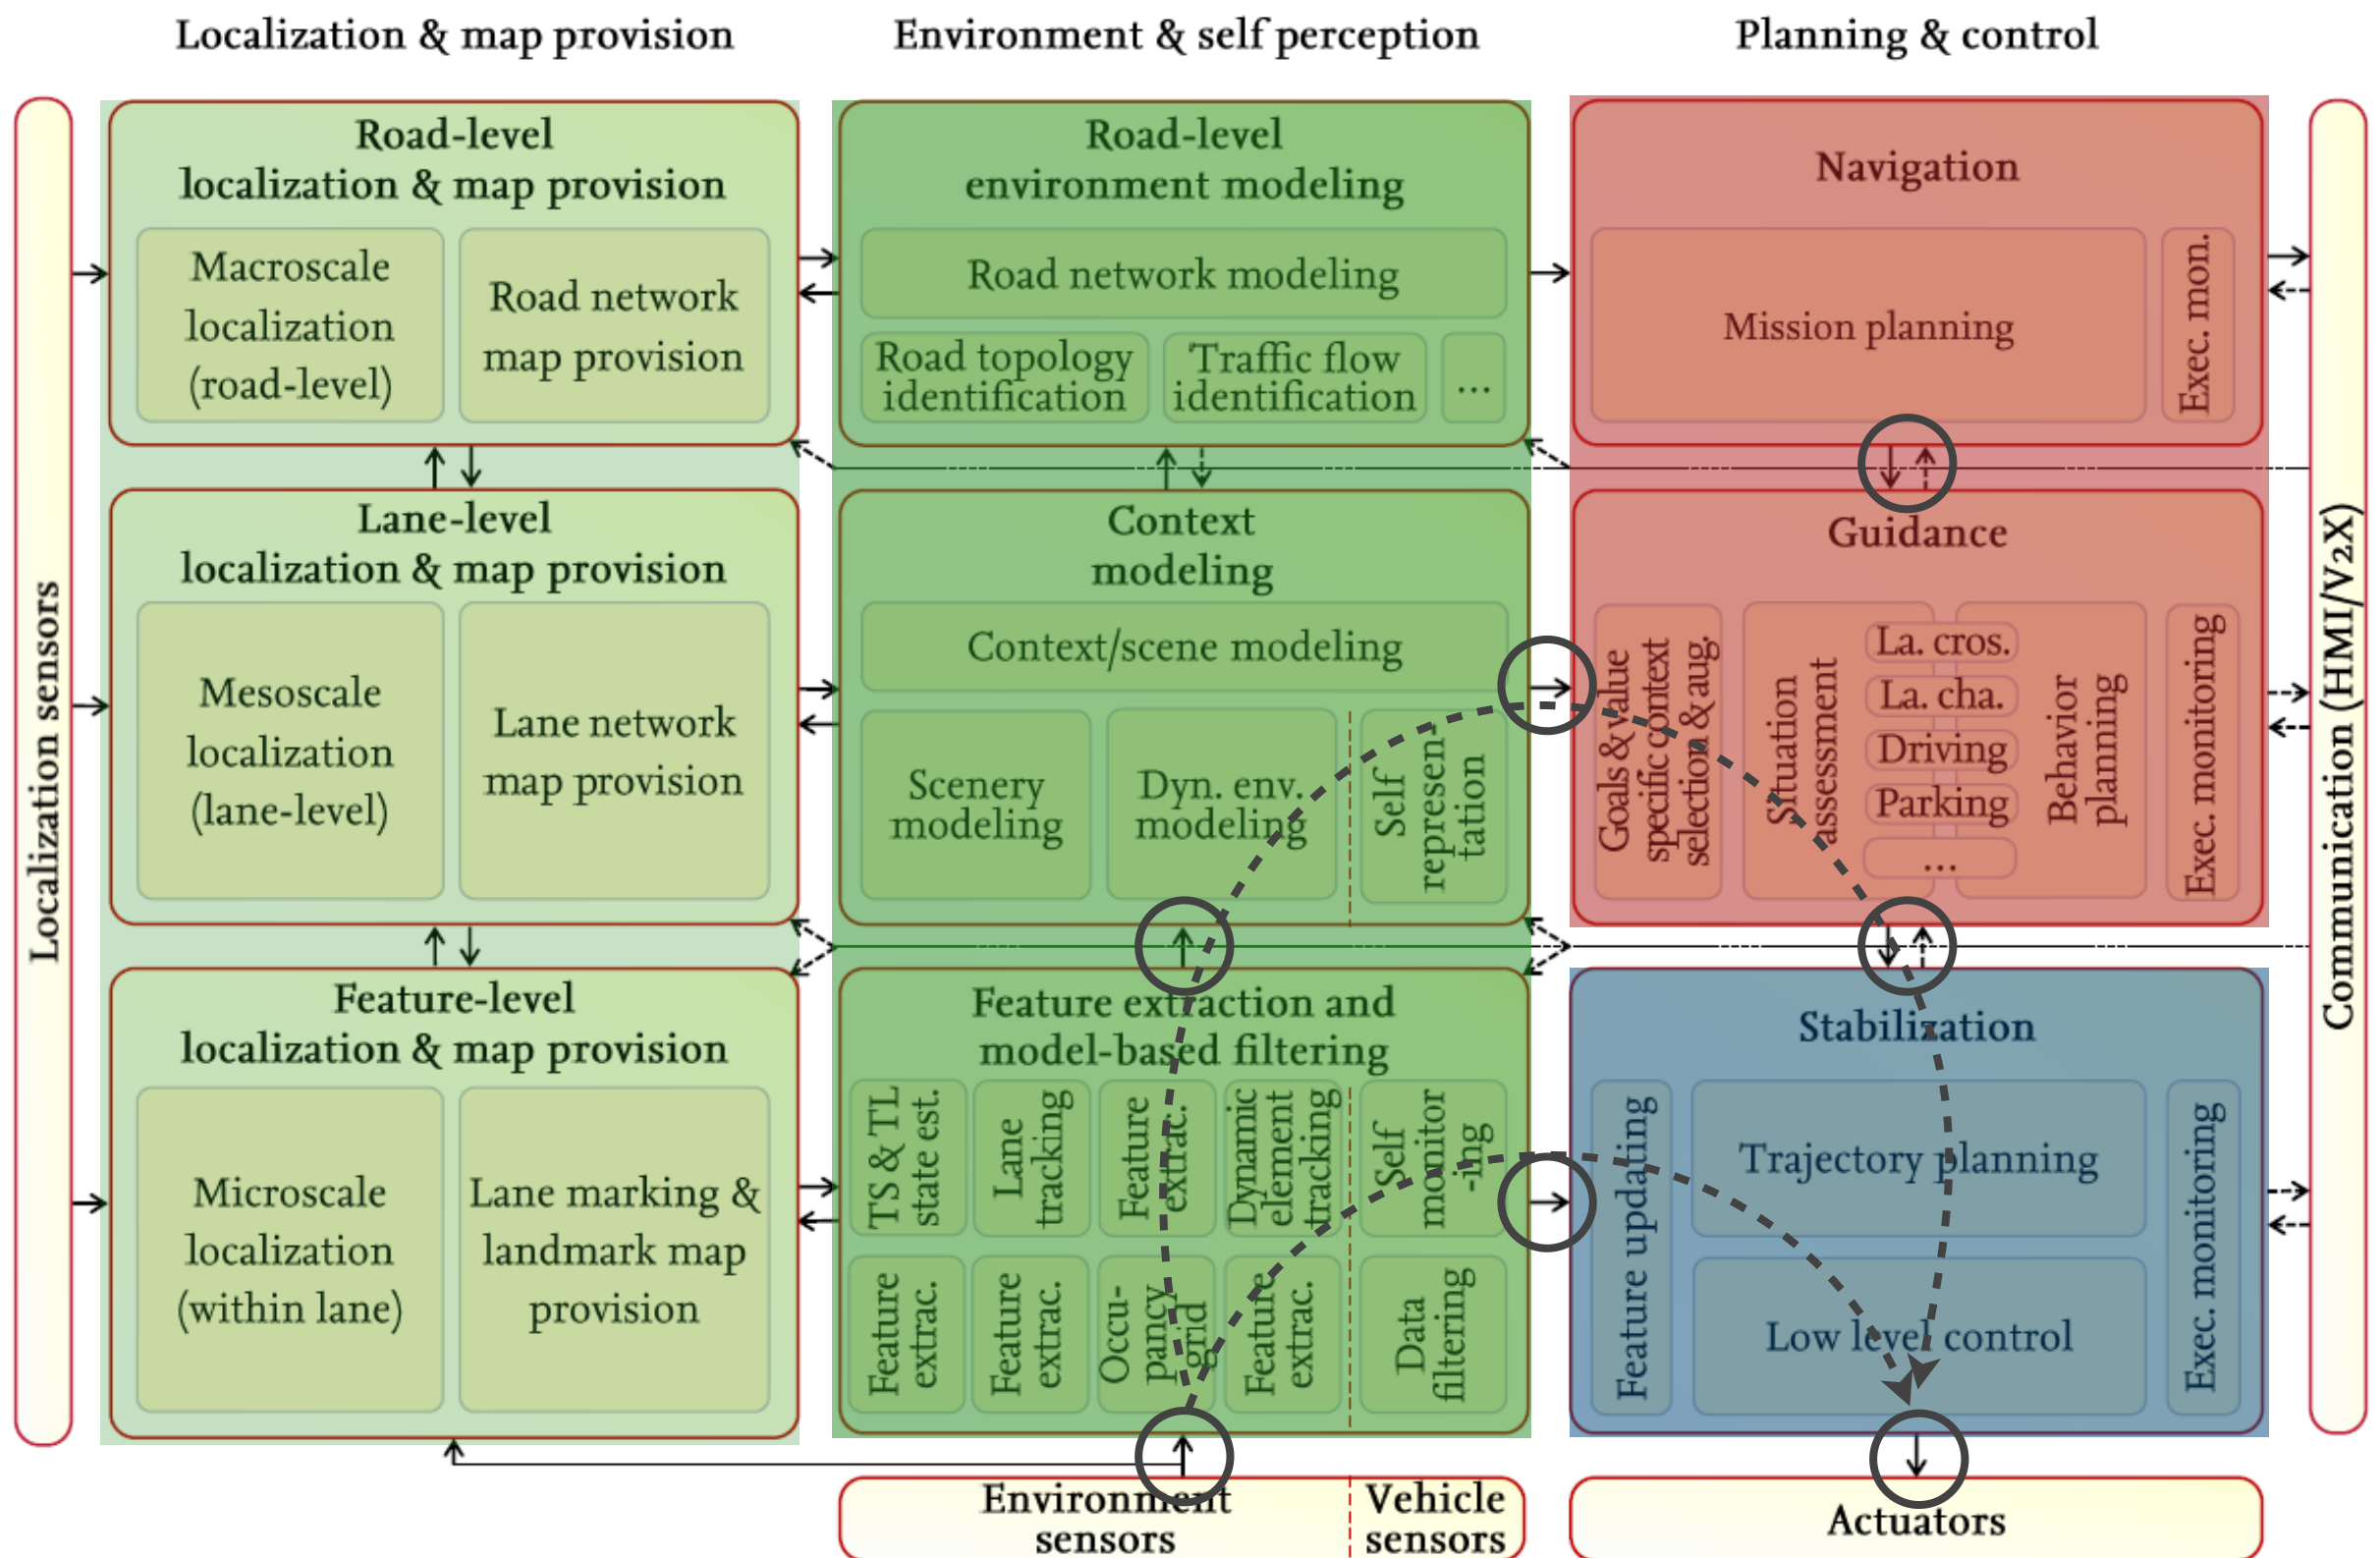 Localization & map provision
Environment & self perception
Planning & control
Localization sensors
Road-level
localization & map provision
Macroscale
localization
(road-level)
Road network
map provision
Road-level
environment modeling
Road network modeling
Road topology
identification
Traffic flow
identification
...
Navigation
Mission planning
Exec. mon.
Lane-level
localization & map provision
Mesoscale
localization
(lane-level)
Lane network
map provision
Context
modeling
Context/scene modeling
Scenery
modeling
Dyn. env.
modeling
Self
represen-
tation
Guidance
Goals & value
specific context
selection & aug.
Situation
assessment
La. cros.
La. cha.
Driving
Parking
...
Behavior
planning
Exec. monitoring
Feature-level
localization & map provision
Microscale
localization
(within lane)
Lane marking &
landmark map
provision
Feature extraction and
model-based filtering
TS & TL
state est.
Lane
tracking
Feature
extrac.
Dynamic
element
tracking
Self
monitor
-ing
Feature
extrac.
Feature
extrac.
Occu-
pancy
grid
Feature
extrac.
Data
filtering
Stabilization
Feature updating
Trajectory planning
Low level control
Exec. monitoring
Communication (HMI/V2X)
Environment
sensors
Vehicle
sensors
Actuators